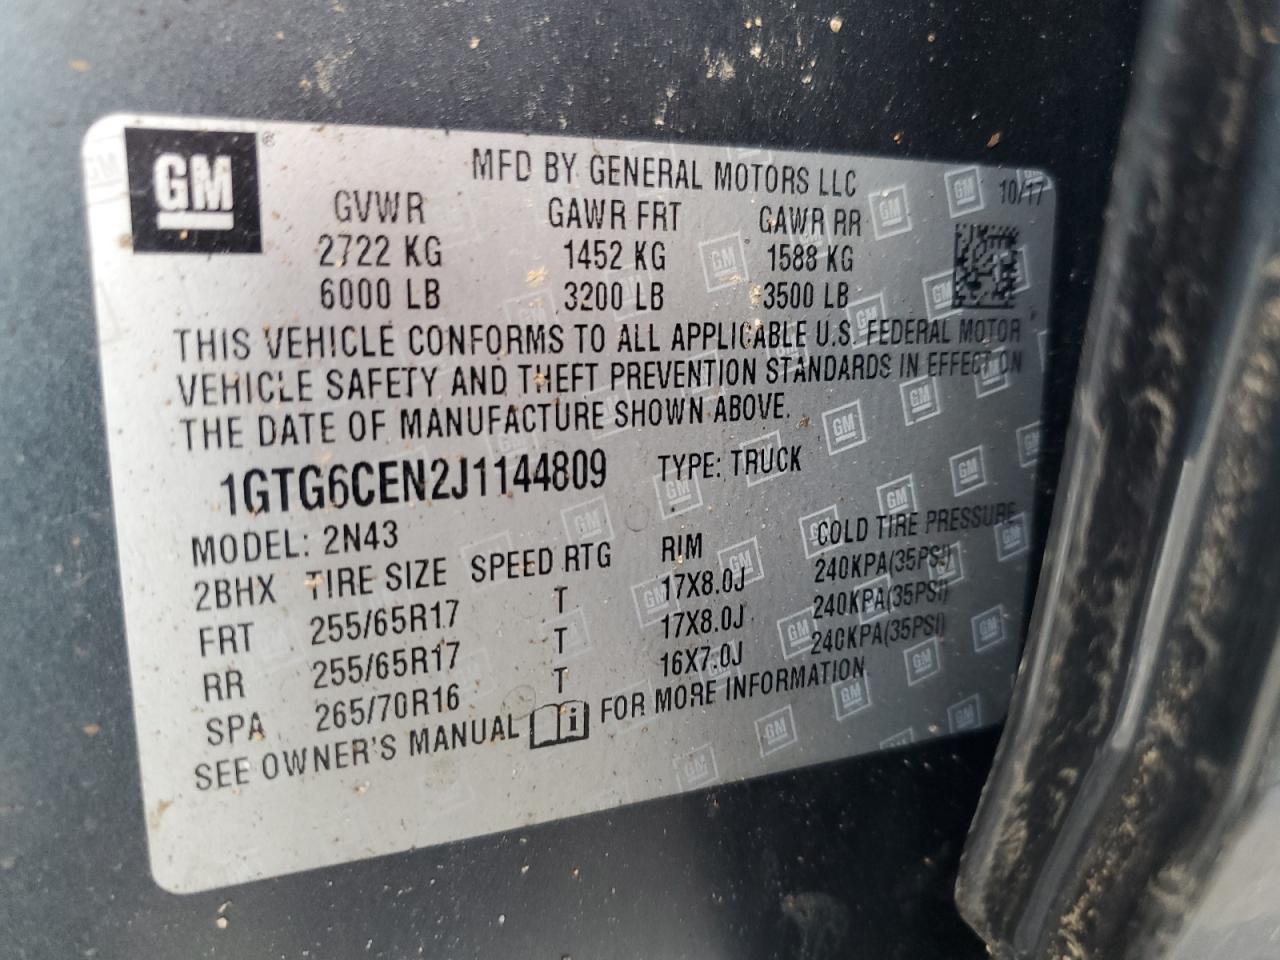 GM ®
MFD BY GENERAL MOTORS LLC
10/17
GVWR GAWR FRT GAWR RR
2722 KG 1452 KG 1588 KG
6000 LB 3200 LB 3500 LB
THIS VEHICLE CONFORMS TO ALL APPLICABLE U.S. FEDERAL MOTOR
VEHICLE SAFETY AND THEFT PREVENTION STANDARDS IN EFFECT ON
THE DATE OF MANUFACTURE SHOWN ABOVE.
1GTG6CEN2J1144809 TYPE: TRUCK
MODEL: 2N43
2BHX TIRE SIZE SPEED RTG RIM COLD TIRE PRESSURE
FRT 255/65R17 T 17X8.0J 240KPA(35PSI)
RR 255/65R17 T 17X8.0J 240KPA(35PSI)
SPA 265/70R16 T 16X7.0J 240KPA(35PSI)
SEE OWNER'S MANUAL i FOR MORE INFORMATION.